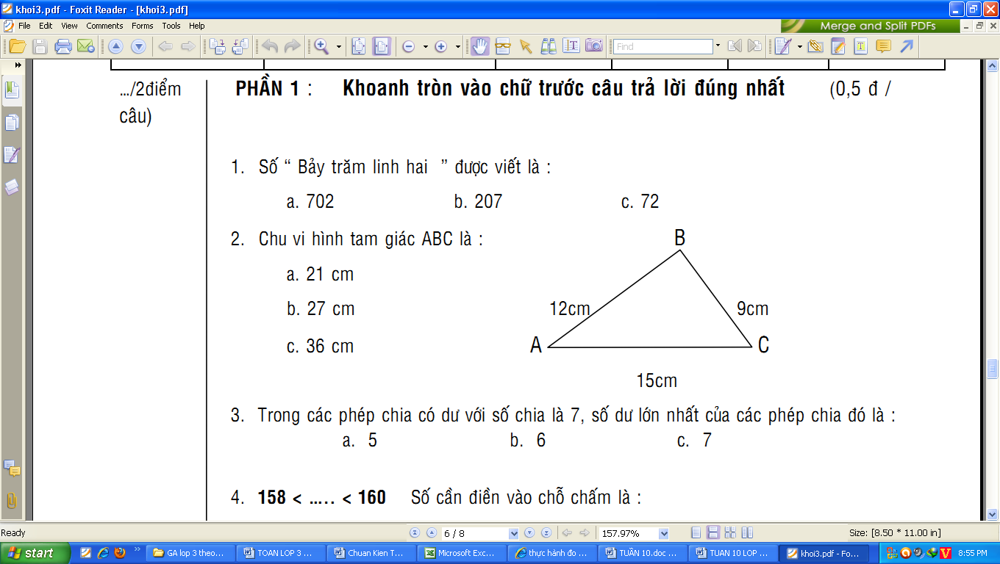 khoi3.pdf - Foxit Reader - [khoi3.pdf]
File Edit View Comments Forms Tools Help
Merge and Split PDFs
Find
.../2điểm
câu)
PHẦN 1 : Khoanh tròn vào chữ trước câu trả lời đúng nhất (0,5 đ /
1. Số “ Bảy trăm linh hai ” được viết là :
a. 702 b. 207 c. 72
2. Chu vi hình tam giác ABC là :
a. 21 cm
b. 27 cm
c. 36 cm
B
12cm 9cm
A C
15cm
3. Trong các phép chia có dư với số chia là 7, số dư lớn nhất của các phép chia đó là :
a. 5 b. 6 c. 7
4. 158 < ..... < 160 Số cần điền vào chỗ chấm là :
Ready 6 / 8 157.97% Size: [8.50 * 11.00 in]
start GA lop 3 theo... TOAN LOP 3 ... Chuan Kien T... Microsoft Exc... thực hành đo ... TUẦN 10.doc ... TUAN 10 LOP ... khoi3.pdf - Fo... 8:55 PM